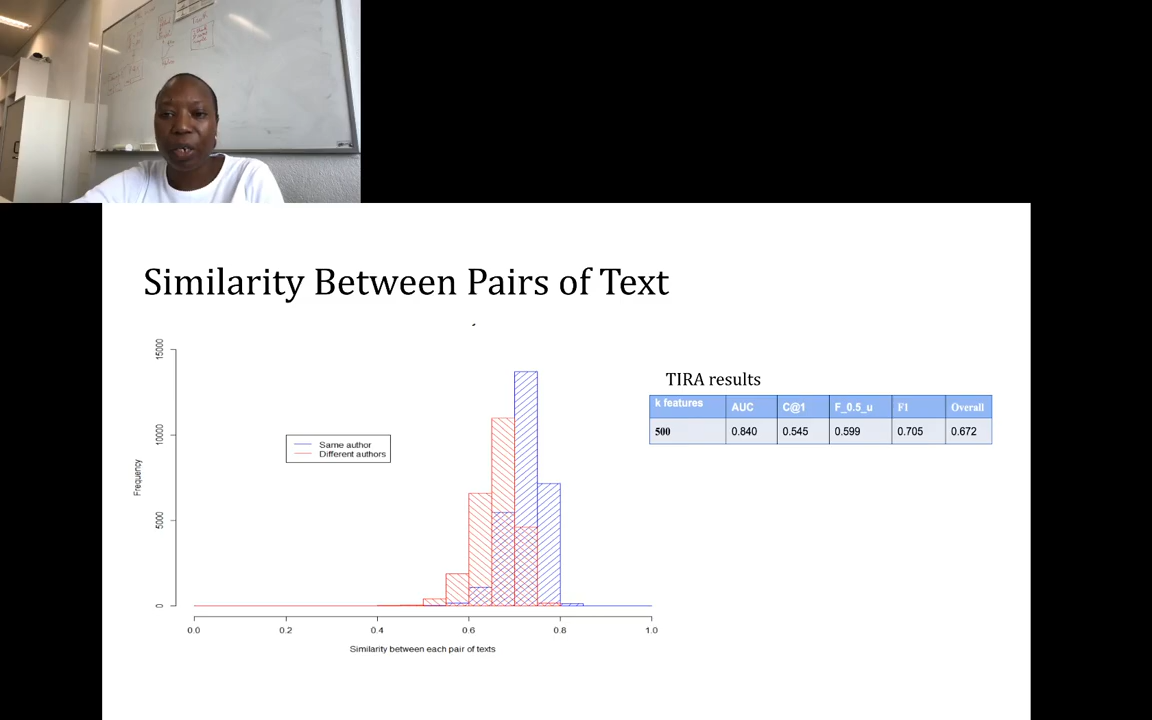 Similarity Between Pairs of Text
15000
10000
5000
0
Frequency
Same author
Different authors
0.0 0.2 0.4 0.6 0.8 1.0
Similarity between each pair of texts
TIRA results
k features AUC C@1 F_0.5_u F1 Overall
500 0.840 0.545 0.599 0.705 0.672